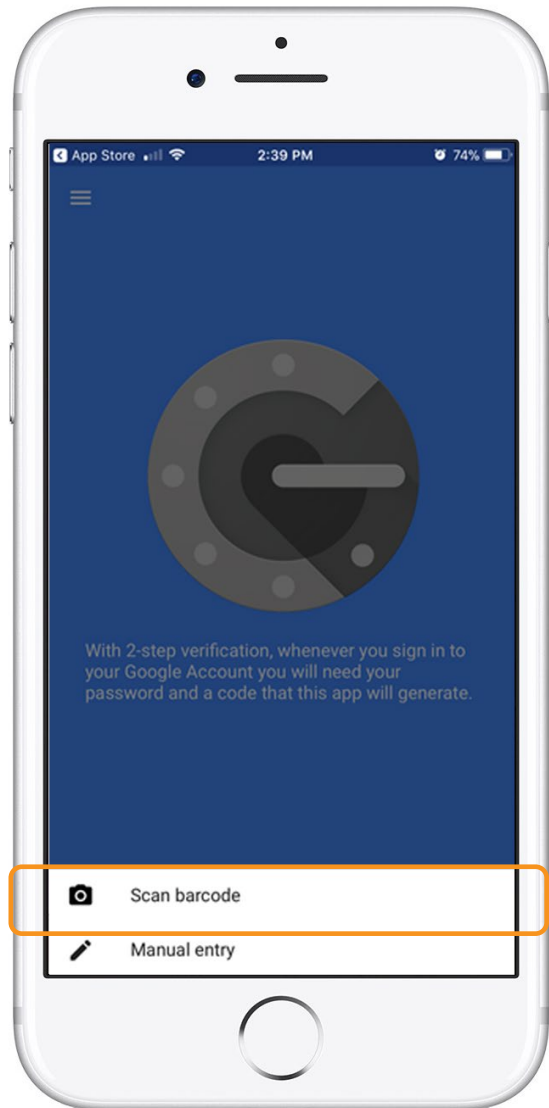 App Store 2:39 PM 74%
With 2-step verification, whenever you sign in to
your Google Account you will need your
password and a code that this app will generate.
Scan barcode
Manual entry